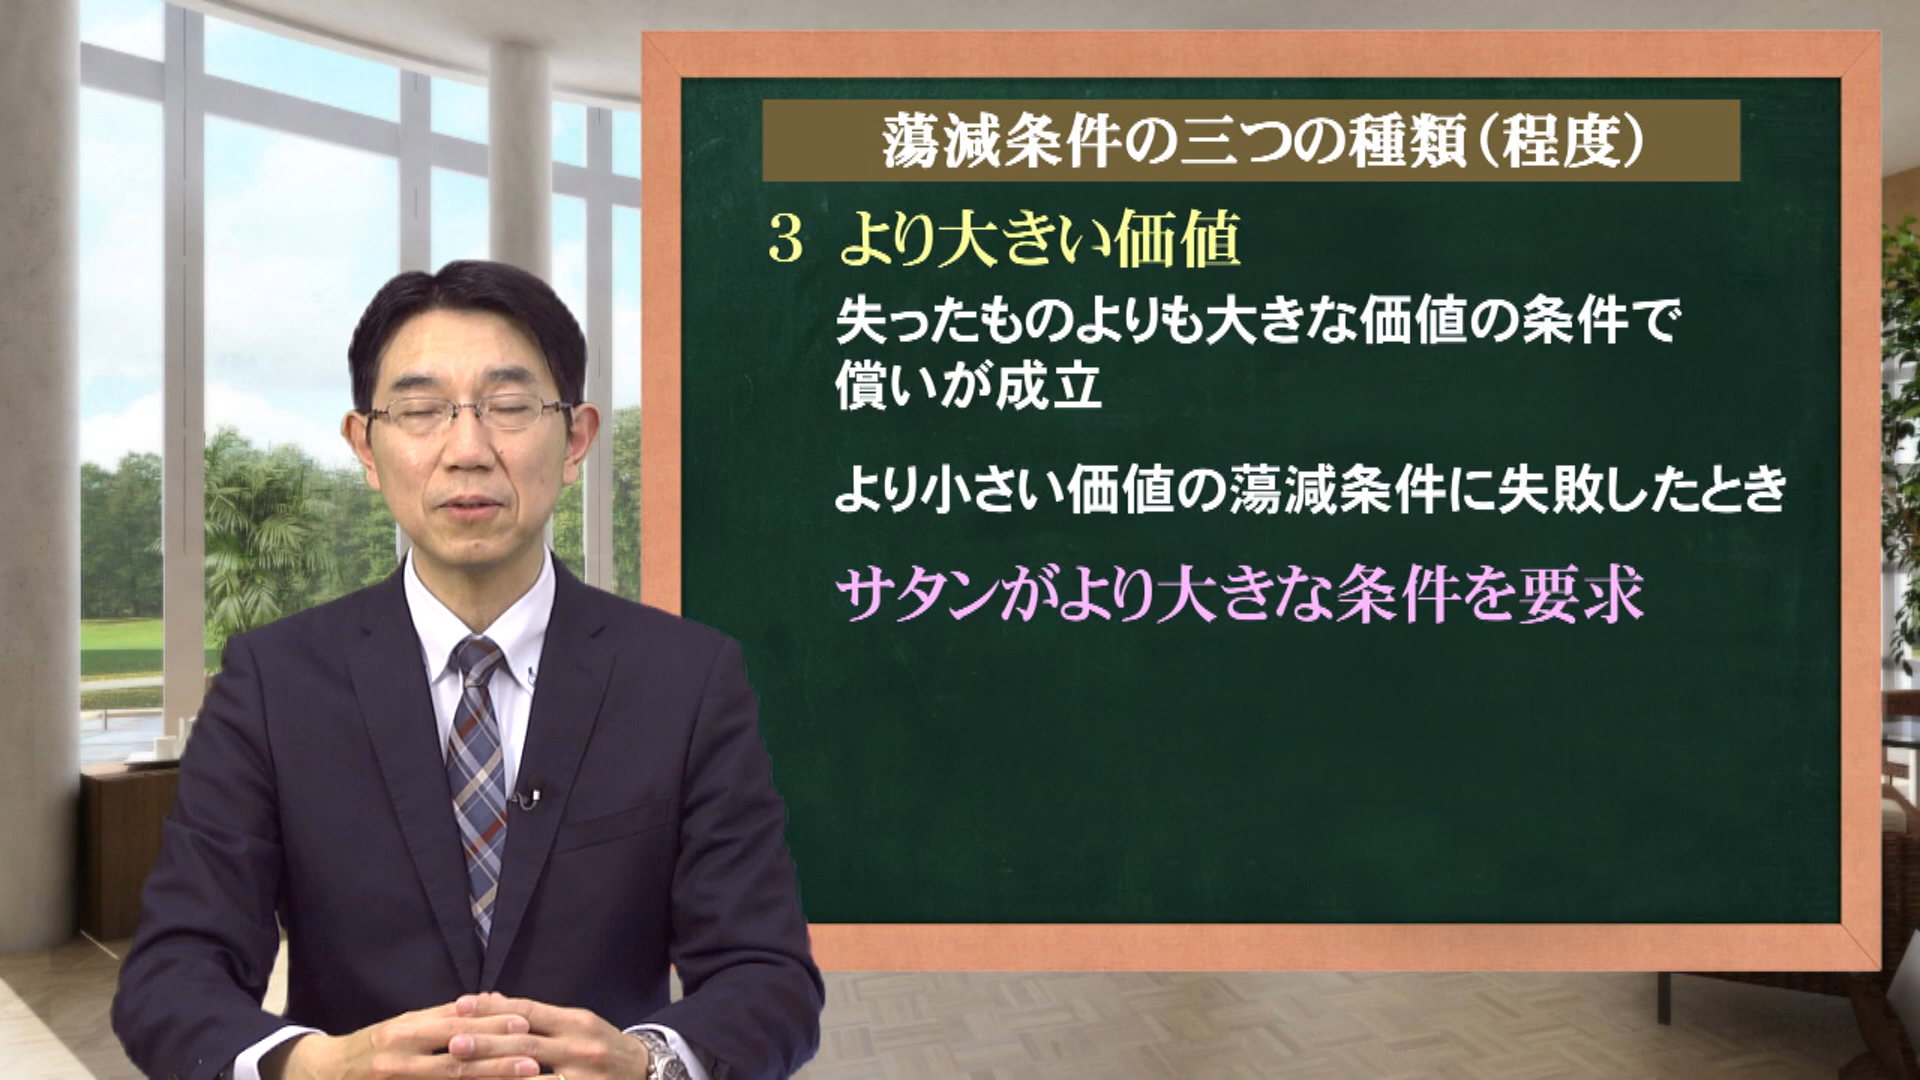 蕩減条件の三つの種類(程度)
3 より大きい価値
失ったものよりも大きな価値の条件で
償いが成立
より小さい価値の蕩減条件に失敗したとき
サタンがより大きな条件を要求